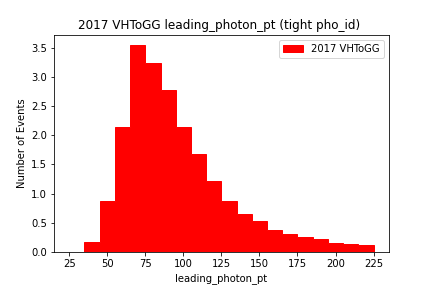 2017 VHToGG leading_photon_pt (tight pho_id)
2017 VHToGG
3.5
3.0
2.5
2.0
1.5
1.0
0.5
0.0
Number of Events
25 50 75 100 125 150 175 200 225
leading_photon_pt